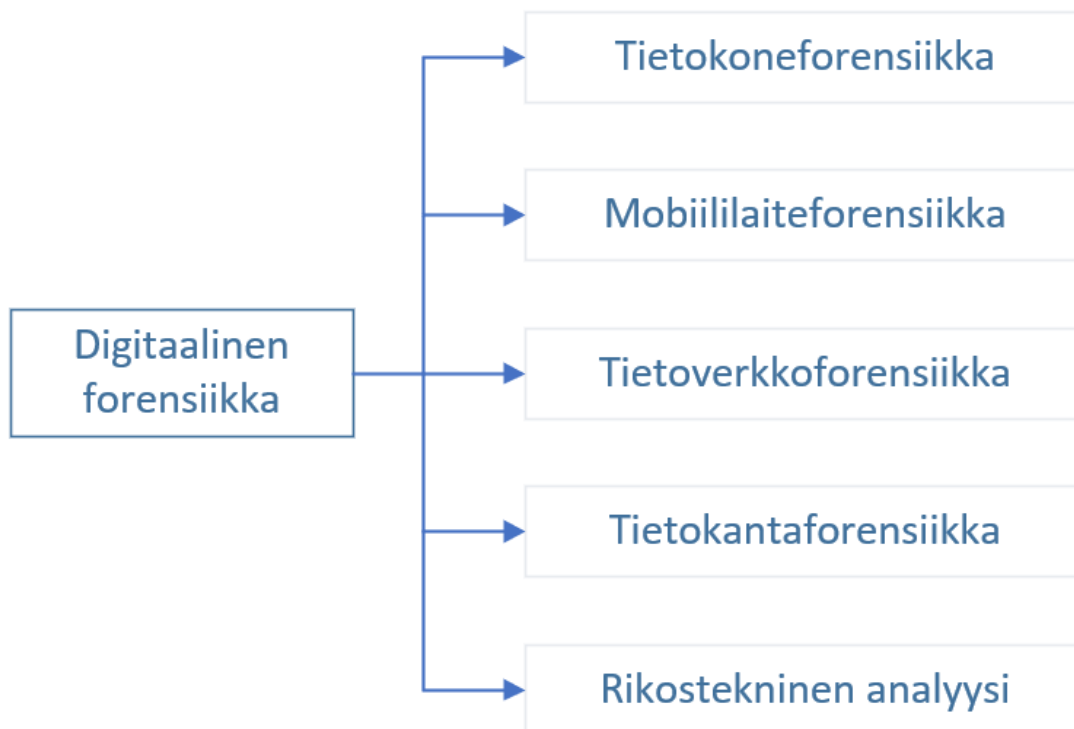 Tietokoneforensiikka
Mobiililaiteforensiikka
Digitaalinen
forensiikka
Tietoverkkoforensiikka
Tietokantaforensiikka
Rikostekninen analyysi